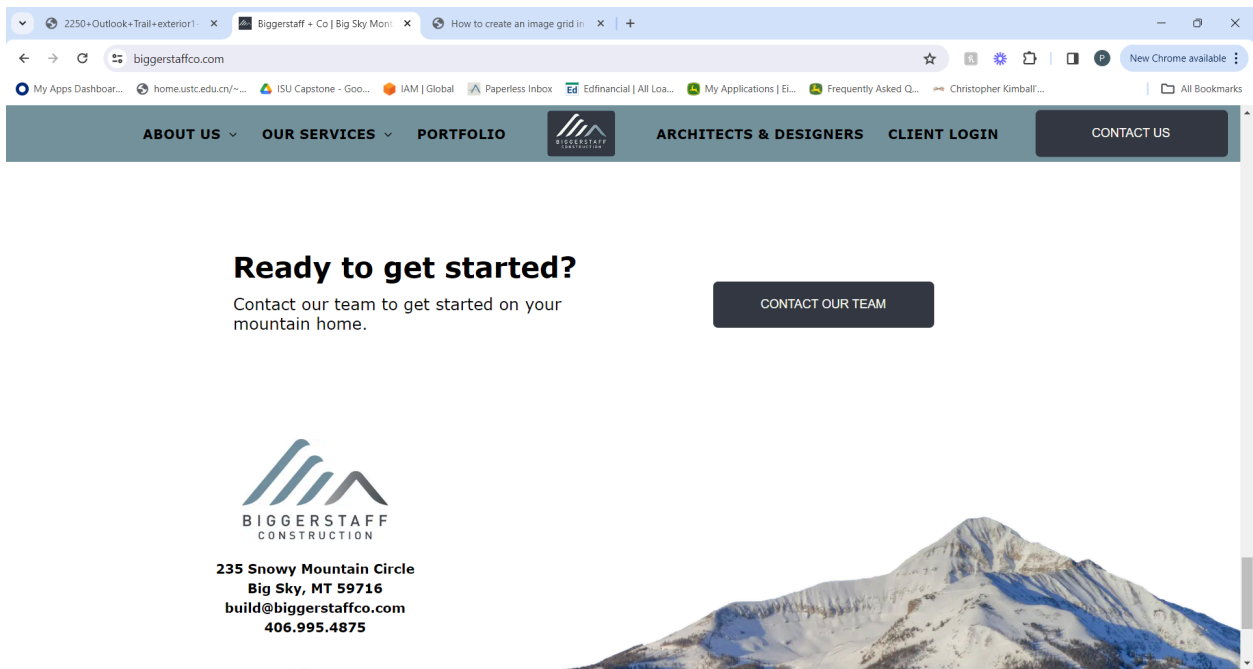 2250+Outlook+Trail+exterior1-
Biggerstaff + Co | Big Sky Mont
How to create an image grid in
biggerstaffco.com
P
New Chrome available
My Apps Dashboar...
home.ustc.edu.cn/~...
ISU Capstone - Goo...
IAM | Global
Paperless Inbox
Ed
Edfinancial | All Loa...
My Applications | Ei...
Frequently Asked Q...
Christopher Kimball'...
All Bookmarks
ABOUT US
OUR SERVICES
PORTFOLIO
BIGGERSTAFF
CONSTRUCTION
ARCHITECTS & DESIGNERS
CLIENT LOGIN
CONTACT US
Ready to get started?
Contact our team to get started on your
mountain home.
CONTACT OUR TEAM
BIGGERSTAFF
CONSTRUCTION
235 Snowy Mountain Circle
Big Sky, MT 59716
build@biggerstaffco.com
406.995.4875